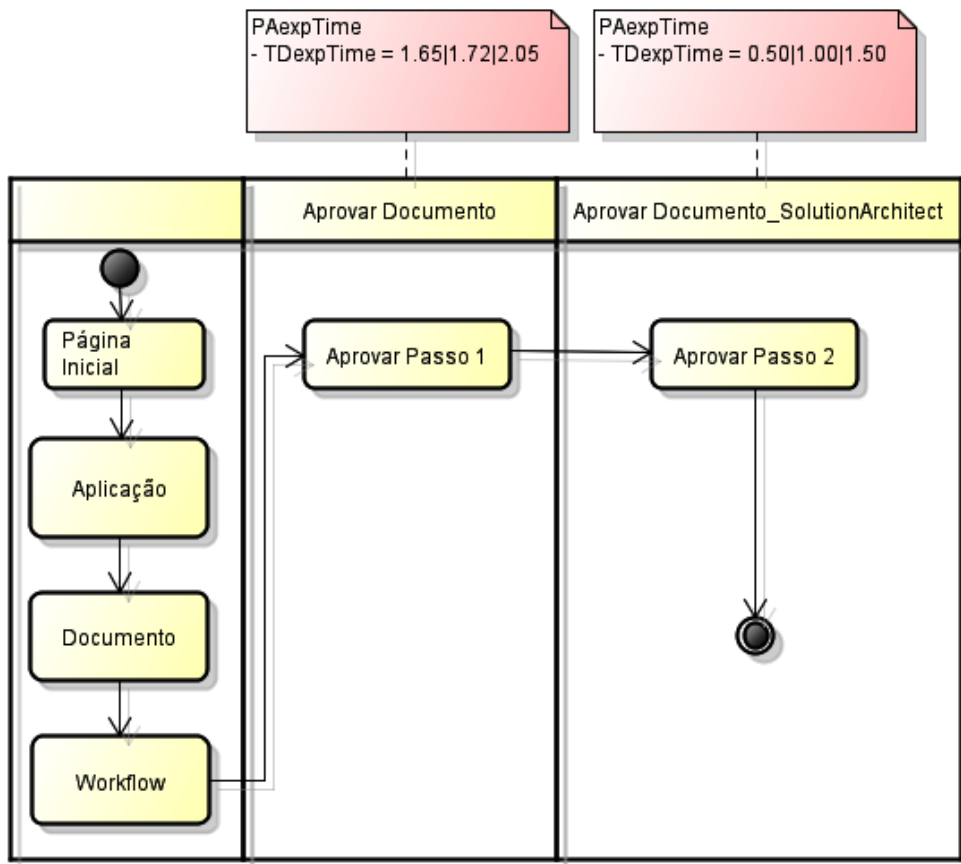 PAexpTime
- TDexpTime = 1.65|1.72|2.05
PAexpTime
- TDexpTime = 0.50|1.00|1.50
Aprovar Documento
Aprovar Documento_SolutionArchitect
Página
Inicial
Aplicação
Documento
Workflow
Aprovar Passo 1
Aprovar Passo 2